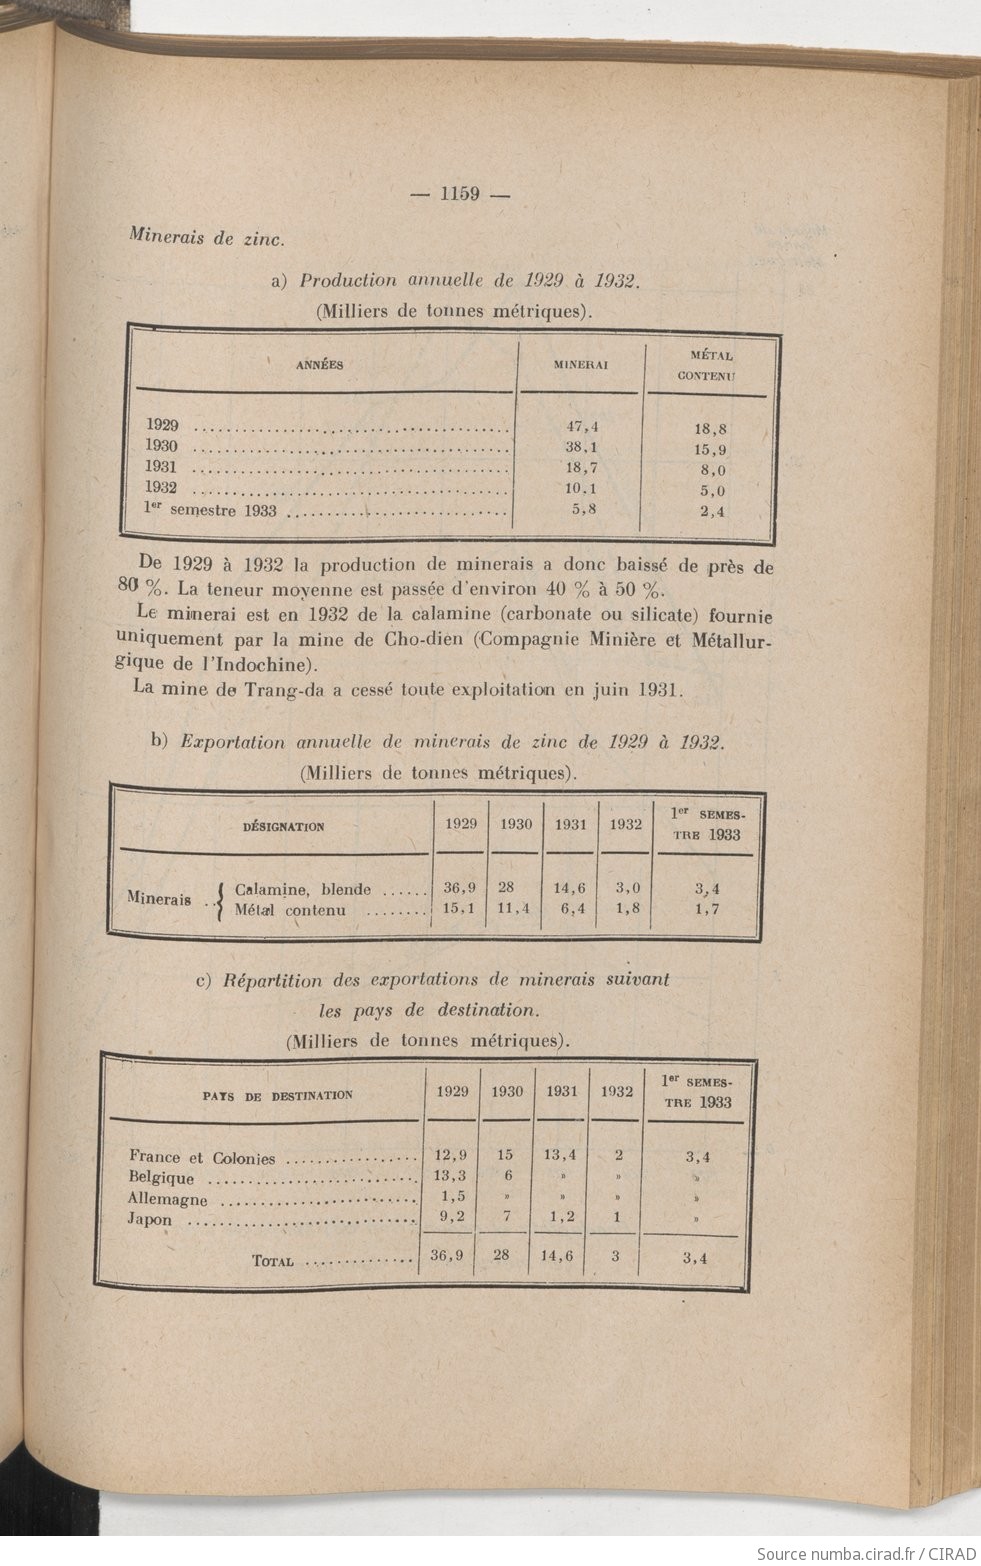 — 1159 —
Minerais de zinc.
a) Production annuelle de 1929 à 1932.
(Milliers de tonnes métriques).
ANNÉES MINERAI MÉTAL CONTENU
1929 47,4 18,8
1930 38,1 15,9
1931 18,7 8,0
1932 10,1 5,0
1er semestre 1933 5,8 2,4
De 1929 à 1932 la production de minerais a donc baissé de près de
80 %. La teneur moyenne est passée d'environ 40 % à 50 %.
Le minerai est en 1932 de la calamine (carbonate ou silicate) fournie
uniquement par la mine de Cho-dien (Compagnie Minière et Métallur-
gique de l'Indochine).
La mine de Trang-da a cessé toute exploitation en juin 1931.
b) Exportation annuelle de minerais de zinc de 1929 à 1932.
(Milliers de tonnes métriques).
DÉSIGNATION 1929 1930 1931 1932 1er SEMES-TRE 1933
Minerais .. { Calamine, blende ...... 36,9 28 14,6 3,0 3,4
Métal contenu ........ 15,1 11,4 6,4 1,8 1,7
c) Répartition des exportations de minerais suivant
les pays de destination.
(Milliers de tonnes métriques).
PAYS DE DESTINATION 1929 1930 1931 1932 1er SEMES-TRE 1933
France et Colonies 12,9 15 13,4 2 3,4
Belgique 13,3 6 » » »
Allemagne 1,5 » » » »
Japon 9,2 7 1,2 1 »
TOTAL 36,9 28 14,6 3 3,4
Source numba.cirad.fr / CIRAD